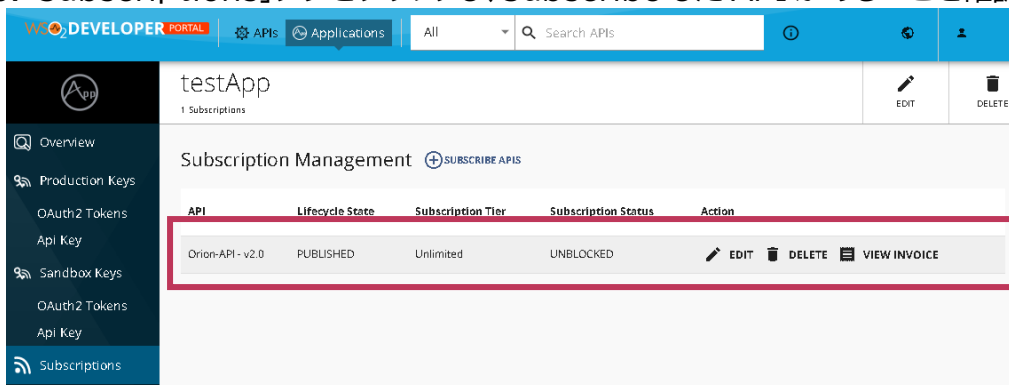 Subscriptions」
WSO2 DEVELOPER PORTAL APIs Applications All Search APIs
App
testApp
1 Subscriptions
EDIT DELETE
Overview
Production Keys
OAuth2 Tokens
Api Key
Sandbox Keys
OAuth2 Tokens
Api Key
Subscriptions
Subscription Management SUBSCRIBE APIS
API Lifecycle State Subscription Tier Subscription Status Action
Orion-API - v2.0 PUBLISHED Unlimited UNBLOCKED EDIT DELETE VIEW INVOICE